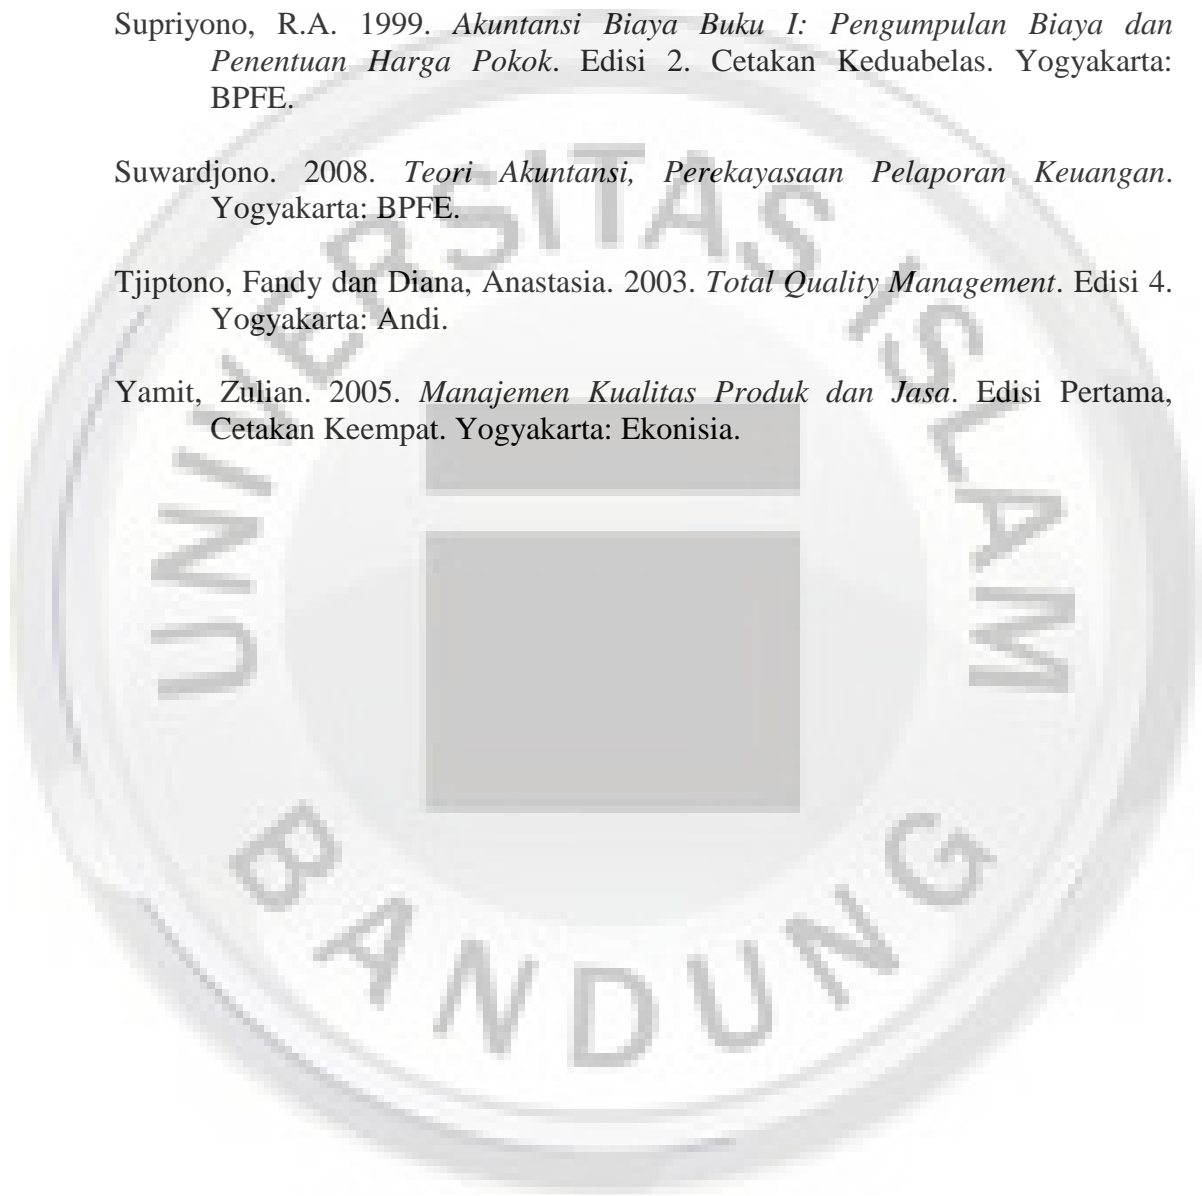 Supriyono, R.A. 1999. Akuntansi Biaya Buku I: Pengumpulan Biaya dan
Penentuan Harga Pokok. Edisi 2. Cetakan Keduabelas. Yogyakarta:
BPFE.
Suwardjono. 2008. Teori Akuntansi, Perekayasaan Pelaporan Keuangan.
Yogyakarta: BPFE.
Tjiptono, Fandy dan Diana, Anastasia. 2003. Total Quality Management. Edisi 4.
Yogyakarta: Andi.
Yamit, Zulian. 2005. Manajemen Kualitas Produk dan Jasa. Edisi Pertama,
Cetakan Keempat. Yogyakarta: Ekonisia.
UNIVERSITAS ISLAM
BANDUNG